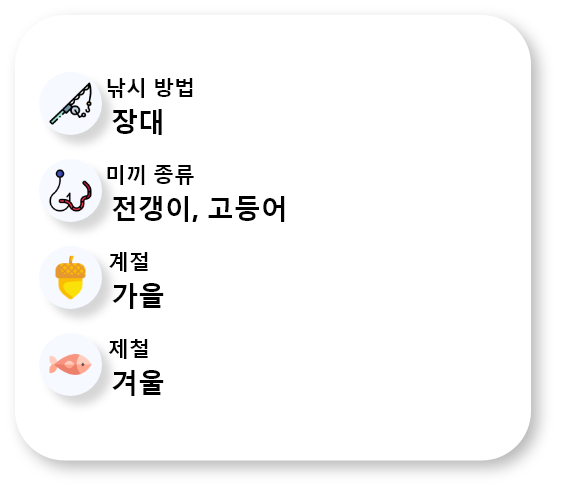 낚시 방법
장대
미끼 종류
전갱이, 고등어
계절
가을
제철
겨울